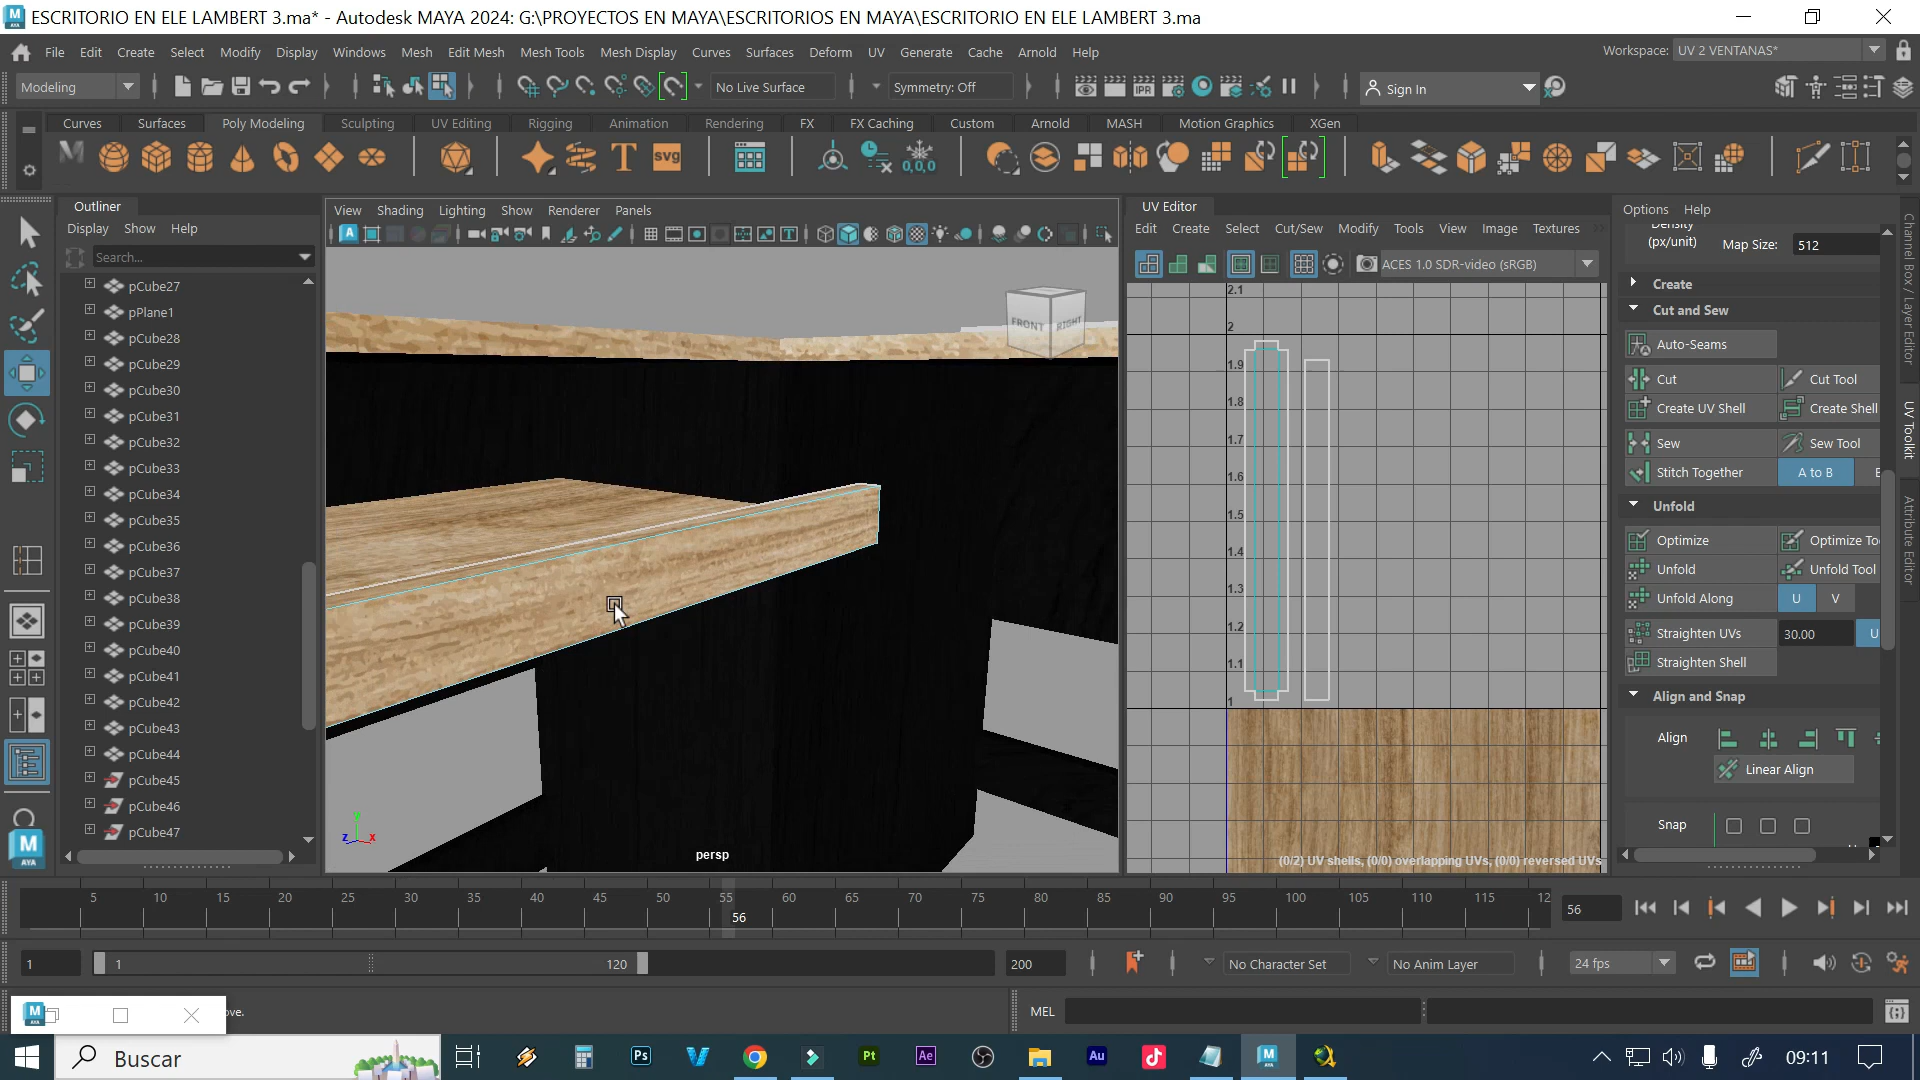 ESCRITORIO EN ELE LAMBERT 3.ma* - Autodesk MAYA 2024: G:\PROYECTOS EN MAYA\ESCRITORIOS EN MAYA\ESCRITORIO EN ELE LAMBERT 3.ma
File Edit Create Select Modify Display Windows Mesh Edit Mesh Mesh Tools Mesh Display Curves Surfaces Deform UV Generate Cache Arnold Help
Workspace: UV 2 VENTANAS*
Modeling No Live Surface Symmetry: Off IPR Sign In
Curves Surfaces Poly Modeling Sculpting UV Editing Rigging Animation Rendering FX FX Caching Custom Arnold MASH Motion Graphics XGen
SVG
0,0,0
Outliner
Display Show Help
Search...
pCube27
pPlane1
pCube28
pCube29
pCube30
pCube31
pCube32
pCube33
pCube34
pCube35
pCube36
pCube37
pCube38
pCube39
pCube40
pCube41
pCube42
pCube43
pCube44
pCube45
pCube46
pCube47
View Shading Lighting Show Renderer Panels
FRONT RIGHT
y
z x
persp
UV Editor
Edit Create Select Cut/Sew Modify Tools View Image Textures
ACES 1.0 SDR-video (sRGB)
2.1
2
1.9
1.8
1.7
1.6
1.5
1.4
1.3
1.2
1.1
1
(0/2) UV shells, (0/0) overlapping UVs, (0/0) reversed UVs
Options Help
Density
(px/unit) Map Size: 512
Create
Cut and Sew
Auto-Seams
Cut Cut Tool
Create UV Shell Create Shell
Sew Sew Tool
Stitch Together A to B
Unfold
Optimize Optimize To
Unfold Unfold Tool
Unfold Along U V
Straighten UVs 30.00 U
Straighten Shell
Align and Snap
Align
Linear Align
Snap
Channel Box / Layer Editor
UV Toolkit
Attribute Editor
5 10 15 20 25 30 35 40 45 50 55 60 65 70 75 80 85 90 95 100 105 110 115 12
56
56
1 1 120 200 No Character Set No Anim Layer 24 fps
ove.
MEL
Buscar
Ps Pt Ae Au
09:11